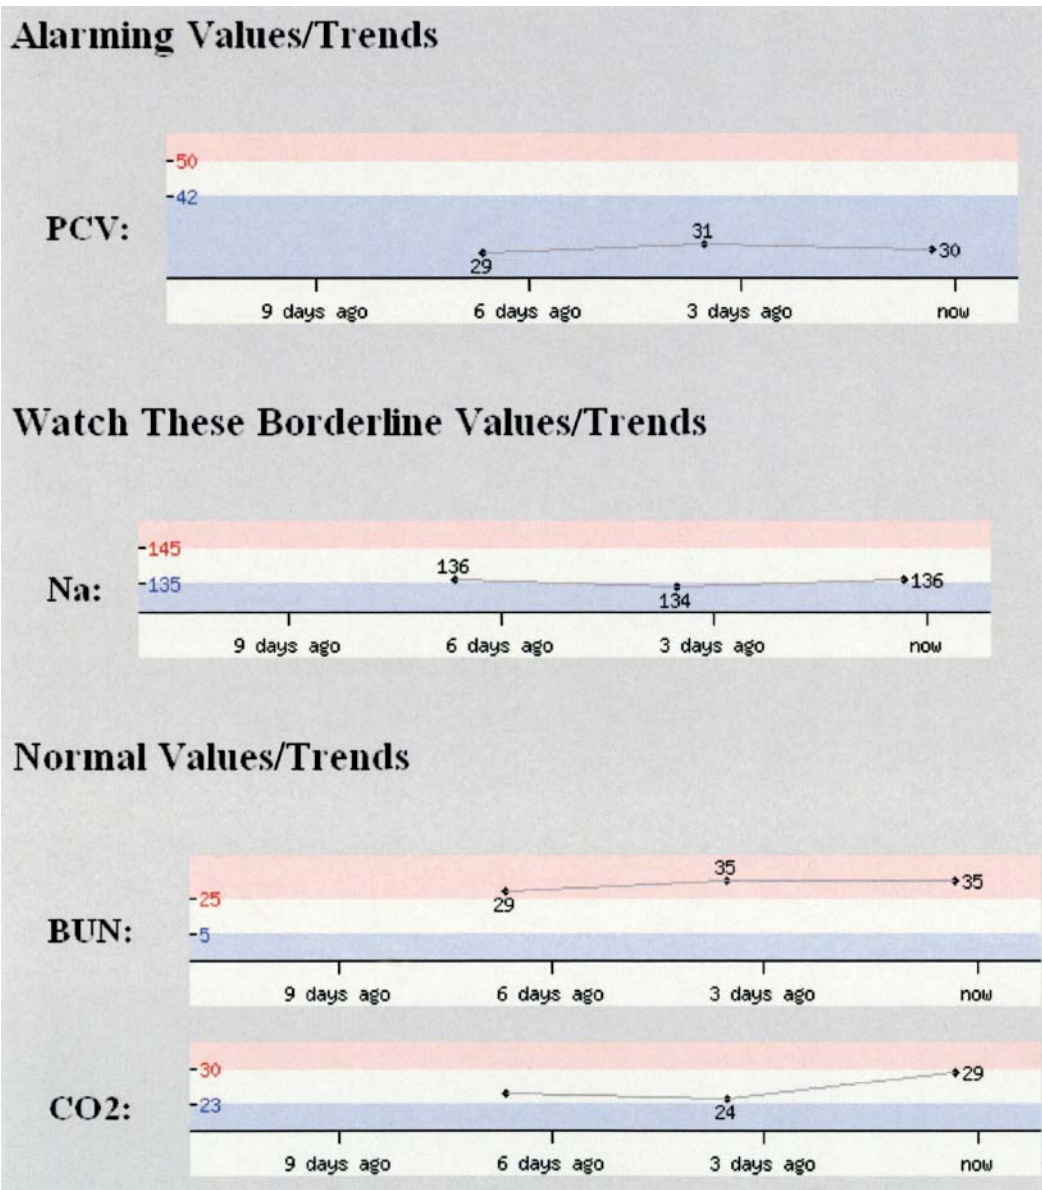 Alarming Values/Trends
50
42
PCV:
31
29
30
9 days ago 6 days ago 3 days ago now
Watch These Borderline Values/Trends
145
136
Na:
135
136
134
9 days ago 6 days ago 3 days ago now
Normal Values/Trends
35
35
25
29
BUN:
5
9 days ago 6 days ago 3 days ago now
30
29
CO2:
23
24
9 days ago 6 days ago 3 days ago now